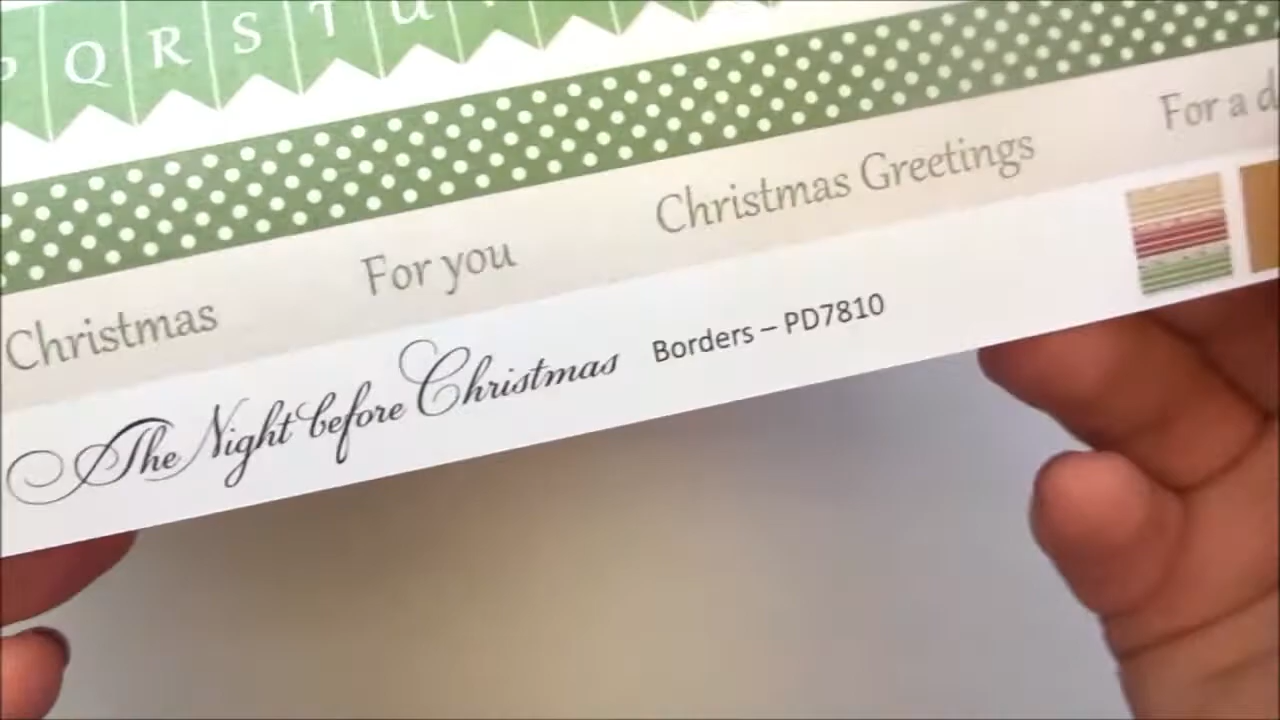 Q R S T U
Christmas For you Christmas Greetings For a
The Night before Christmas Borders – PD7810